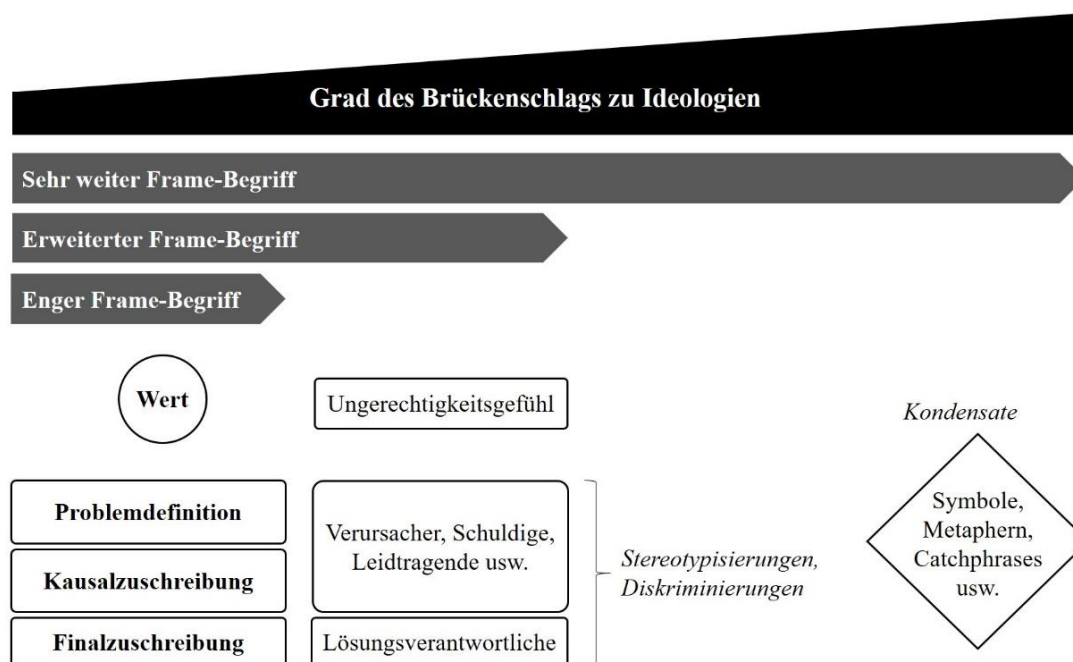 Grad des Brückenschlags zu Ideologien
Sehr weiter Frame-Begriff
Erweiterter Frame-Begriff
Enger Frame-Begriff
Wert
Ungerechtigkeitsgefühl
Kondensate
Problemdefinition
Kausalzuschreibung
Finalzuschreibung
Verursacher, Schuldige,
Leidtragende usw.
Lösungsverantwortliche
Stereotypisierungen,
Diskriminierungen
Symbole,
Metaphern,
Catchphrases
usw.